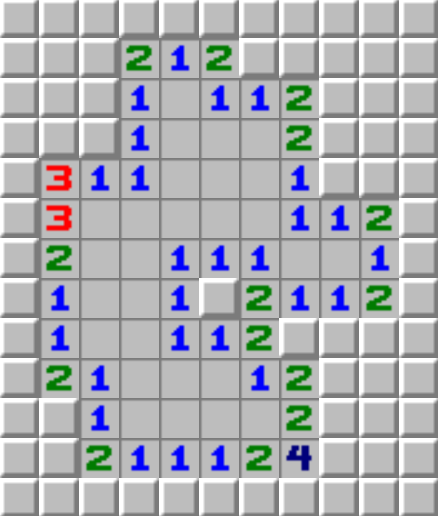 2 1 2
1 1 1 2
1 2
3 1 1 1
3 1 1 2
2 1 1 1 1
1 1 2 1 1 2
1 1 1 2
2 1 1 2
1 2
2 1 1 1 2 4